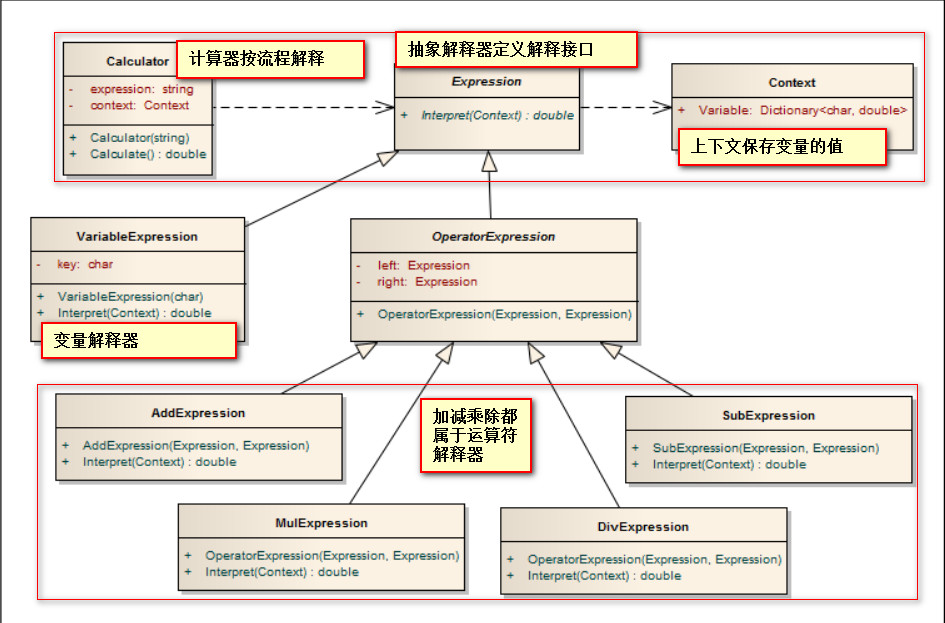 Calculator
计算器按流程解释
- expression: string
- context: Context
+ Calculator(string)
+ Calculate() : double
抽象解释器定义解释接口
Expression
+ Interpret(Context) : double
Context
+ Variable: Dictionary<char, double>
上下文保存变量的值
VariableExpression
- key: char
+ VariableExpression(char)
+ Interpret(Context) : double
变量解释器
OperatorExpression
- left: Expression
- right: Expression
+ OperatorExpression(Expression, Expression)
AddExpression
+ AddExpression(Expression, Expression)
+ Interpret(Context) : double
加减乘除都
属于运算符
解释器
SubExpression
+ SubExpression(Expression, Expression)
+ Interpret(Context) : double
MulExpression
+ OperatorExpression(Expression, Expression)
+ Interpret(Context) : double
DivExpression
+ OperatorExpression(Expression, Expression)
+ Interpret(Context) : double